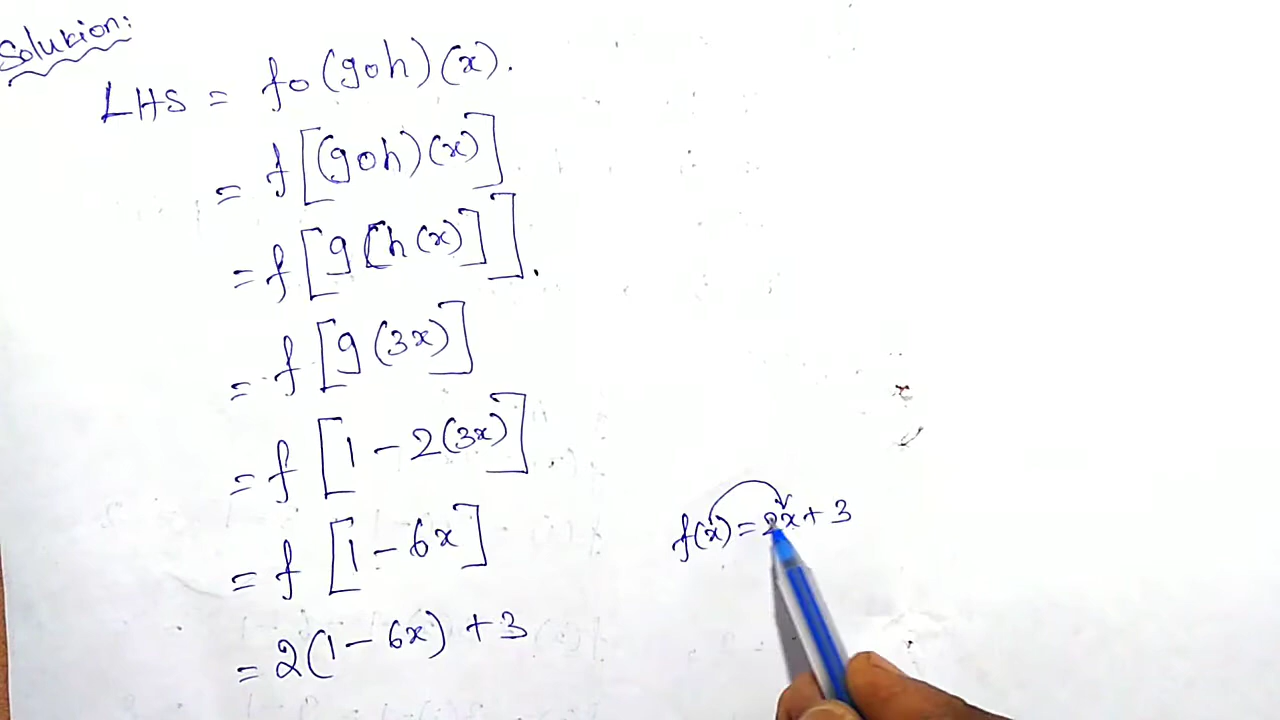 Solution:
LHS = fo(goh)(x).
= f[(goh)(x)]
= f[g[h(x)]].
= f[g(3x)]
= f[1-2(3x)]
= f[1-6x]
f(x) = 2x+3
= 2(1-6x)+3